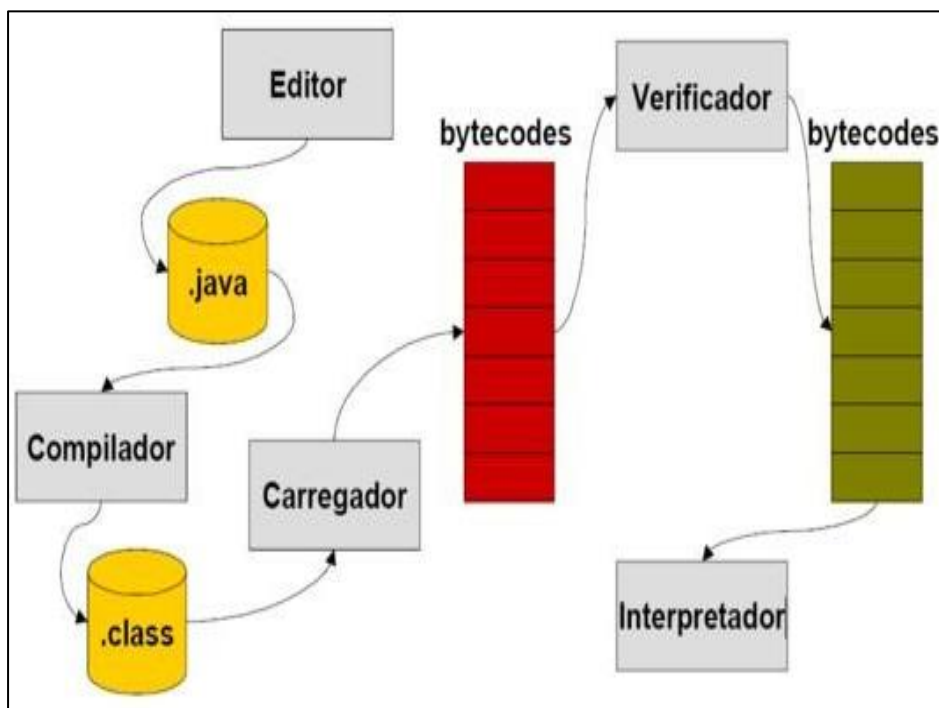 Editor
.java
Compilador
.class
Carregador
bytecodes
Verificador
bytecodes
Interpretador